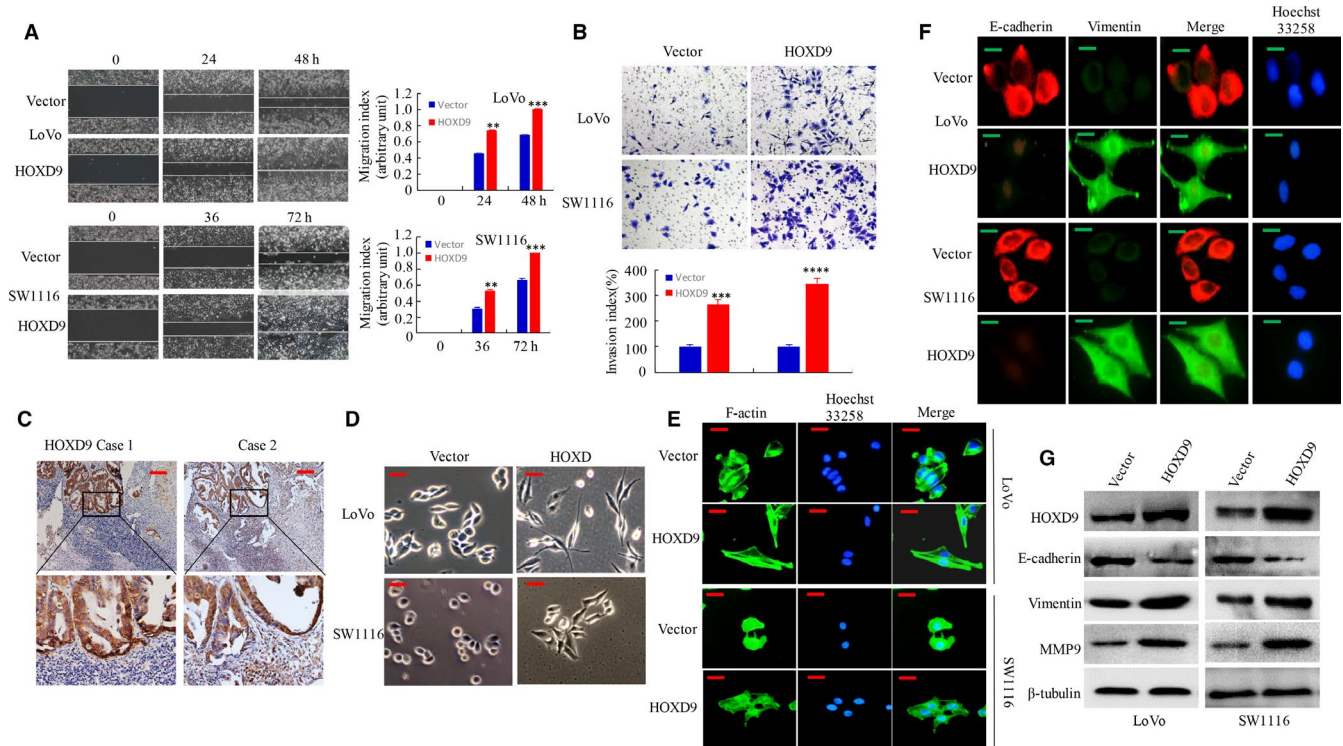 A
0 24 48 h
Vector
LoVo
HOXD9
0 36 72 h
Vector
SW1116
HOXD9
Migration index
(arbitrary unit)
LoVo
Vector
HOXD9
** ***
1.2
1.0
0.8
0.6
0.4
0
0 24 48 h
Migration index
(arbitrary unit)
SW1116
Vector
HOXD9
** ***
1.2
1.0
0.8
0.6
0.4
0.2
0
0 36 72 h
B
Vector HOXD9
LoVo
SW1116
Invasion index(%)
400
300
200
100
0
Vector
HOXD9
*** ****
C
HOXD9 Case 1 Case 2
D
Vector HOXD
LoVo
SW1116
E
F-actin Hoechst 33258 Merge
Vector
HOXD9
LoVo
Vector
HOXD9
SW1116
F
E-cadherin Vimentin Merge Hoechst
33258
Vector
LoVo
HOXD9
Vector
SW1116
HOXD9
G
Vector HOXD9 Vector HOXD9
HOXD9
E-cadherin
Vimentin
MMP9
β-tubulin
LoVo SW1116